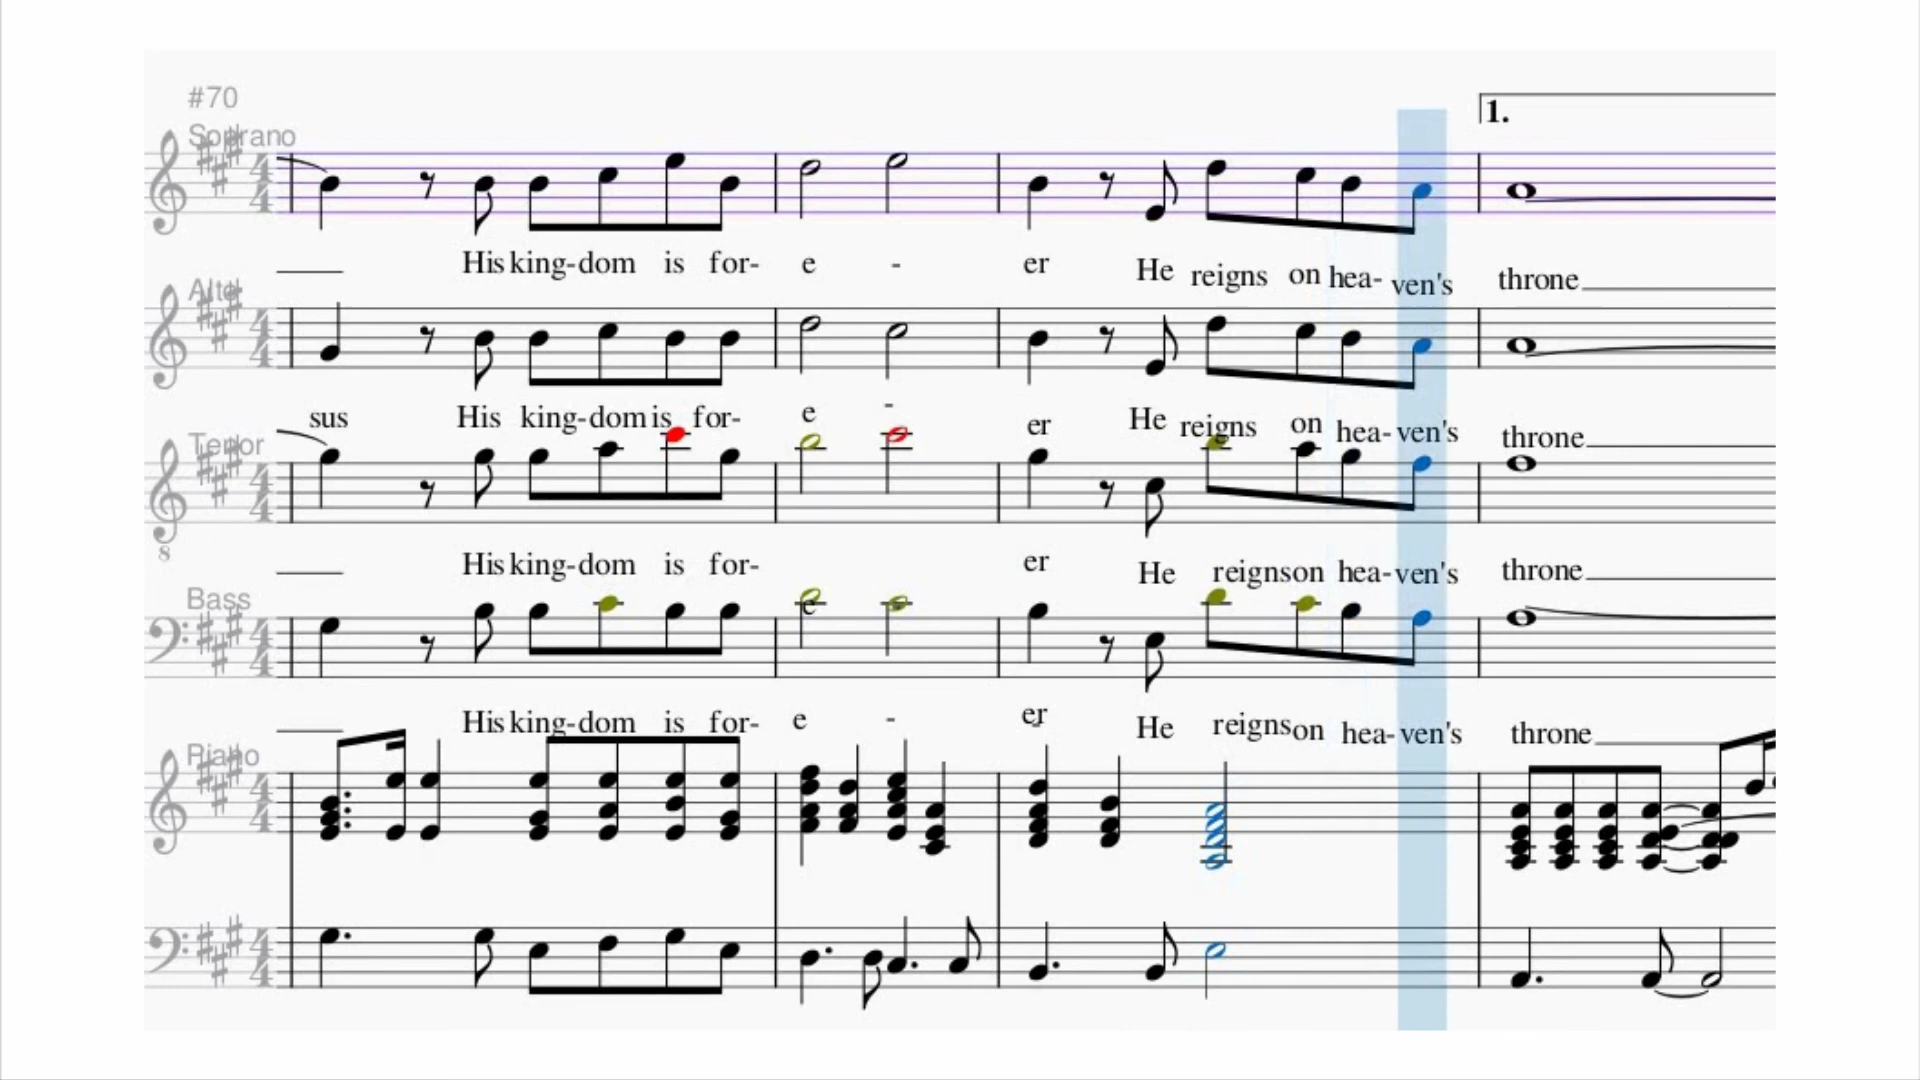 #70
1.
Soprano
His king-dom is for- e - er He reigns on hea- ven's throne
Alto
sus His king-dom is for- e - er He reigns on hea- ven's throne
Tenor
8
His king-dom is for- er He reigns on hea- ven's throne
e
Bass
His king-dom is for- e - er He reigns on hea- ven's throne
Piano